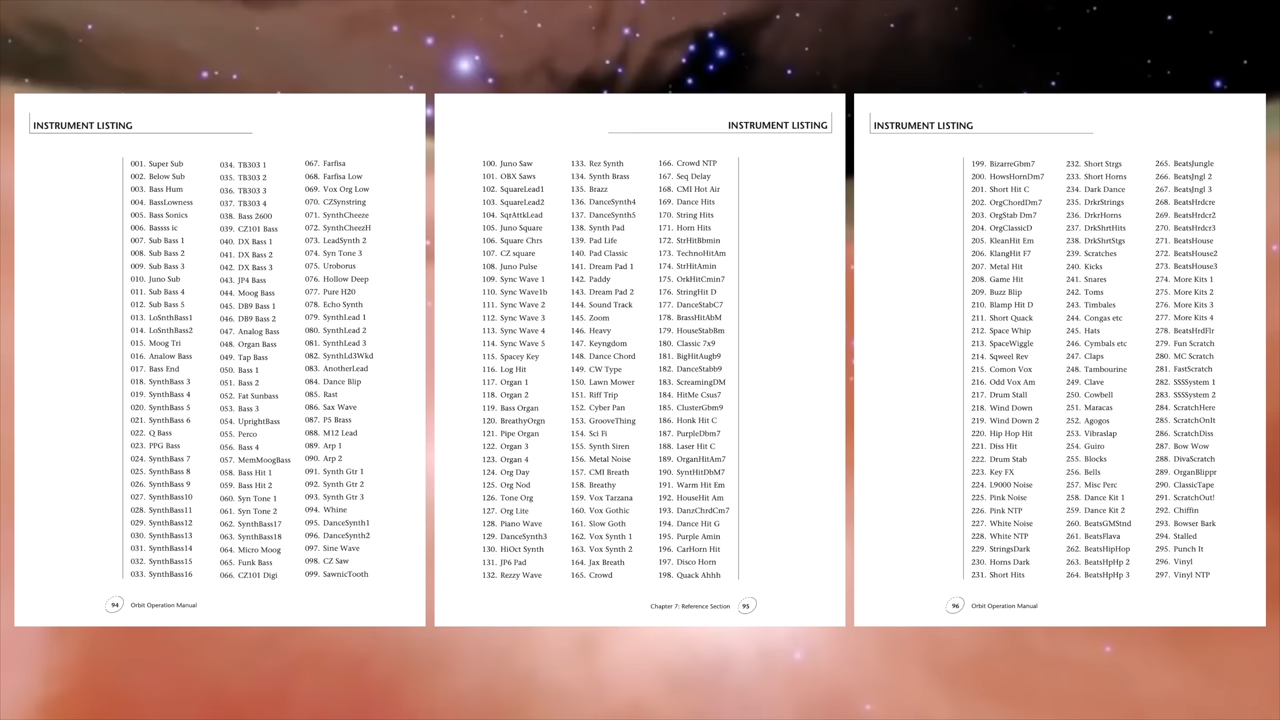 INSTRUMENT LISTING
001. Super Sub
002. Below Sub
003. Bass Hum
004. BassLowness
005. Bass Sonics
006. Bassss ic
007. Sub Bass 1
008. Sub Bass 2
009. Sub Bass 3
010. Juno Sub
011. Sub Bass 4
012. Sub Bass 5
013. LoSnthBass1
014. LoSnthBass2
015. Moog Tri
016. Analow Bass
017. Bass End
018. SynthBass 3
019. SynthBass 4
020. SynthBass 5
021. SynthBass 6
022. Q Bass
023. PPG Bass
024. SynthBass 7
025. SynthBass 8
026. SynthBass 9
027. SynthBass10
028. SynthBass11
029. SynthBass12
030. SynthBass13
031. SynthBass14
032. SynthBass15
033. SynthBass16
034. TB303 1
035. TB303 2
036. TB303 3
037. TB303 4
038. Bass 2600
039. CZ101 Bass
040. DX Bass 1
041. DX Bass 2
042. DX Bass 3
043. JP4 Bass
044. Moog Bass
045. DB9 Bass 1
046. DB9 Bass 2
047. Analog Bass
048. Organ Bass
049. Tap Bass
050. Bass 1
051. Bass 2
052. Fat Sunbass
053. Bass 3
054. UprightBass
055. Perco
056. Bass 4
057. MemMoogBass
058. Bass Hit 1
059. Bass Hit 2
060. Syn Tone 1
061. Syn Tone 2
062. SynthBass17
063. SynthBass18
064. Micro Moog
065. Funk Bass
066. CZ101 Digi
067. Farfisa
068. Farfisa Low
069. Vox Org Low
070. CZSynstring
071. SynthCheeze
072. SynthCheezH
073. LeadSynth 2
074. Syn Tone 3
075. Uroborus
076. Hollow Deep
077. Pure H20
078. Echo Synth
079. SynthLead 1
080. SynthLead 2
081. SynthLead 3
082. SynthLd3Wkd
083. AnotherLead
084. Dance Blip
085. Rast
086. Sax Wave
087. P5 Brass
088. M12 Lead
089. Arp 1
090. Arp 2
091. Synth Gtr 1
092. Synth Gtr 2
093. Synth Gtr 3
094. Whine
095. DanceSynth1
096. DanceSynth2
097. Sine Wave
098. CZ Saw
099. SawnicTooth
94 Orbit Operation Manual
INSTRUMENT LISTING
100. Juno Saw
101. OBX Saws
102. SquareLead1
103. SquareLead2
104. SqrAttkLead
105. Juno Square
106. Square Chrs
107. CZ square
108. Juno Pulse
109. Sync Wave 1
110. Sync Wave1b
111. Sync Wave 2
112. Sync Wave 3
113. Sync Wave 4
114. Sync Wave 5
115. Spacey Key
116. Log Hit
117. Organ 1
118. Organ 2
119. Bass Organ
120. BreathyOrgn
121. Pipe Organ
122. Organ 3
123. Organ 4
124. Org Day
125. Org Nod
126. Tone Org
127. Org Lite
128. Piano Wave
129. DanceSynth3
130. HiOct Synth
131. JP6 Pad
132. Rezzy Wave
133. Rez Synth
134. Synth Brass
135. Brazz
136. DanceSynth4
137. DanceSynth5
138. Synth Pad
139. Pad Life
140. Pad Classic
141. Dream Pad 1
142. Paddy
143. Dream Pad 2
144. Sound Track
145. Zoom
146. Heavy
147. Keyngdom
148. Dance Chord
149. CW Type
150. Lawn Mower
151. Riff Trip
152. Cyber Pan
153. GrooveThing
154. Sci Fi
155. Synth Siren
156. Metal Noise
157. CMI Breath
158. Breathy
159. Vox Tarzana
160. Vox Gothic
161. Slow Goth
162. Vox Synth 1
163. Vox Synth 2
164. Jax Breath
165. Crowd
166. Crowd NTP
167. Seq Delay
168. CMI Hot Air
169. Dance Hits
170. String Hits
171. Horn Hits
172. StrHitBbmin
173. TechnoHitAm
174. StrHitAmin
175. OrkHitCmin7
176. StringHit D
177. DanceStabC7
178. BrassHitAbM
179. HouseStabBm
180. Classic 7x9
181. BigHitAugb9
182. DanceStabb9
183. ScreamingDM
184. HitMe Csus7
185. ClusterGbm9
186. Honk Hit C
187. PurpleDbm7
188. Laser Hit C
189. OrganHitAm7
190. SyntHitDbM7
191. Warm Hit Em
192. HouseHit Am
193. DanzChrdCm7
194. Dance Hit G
195. Purple Amin
196. CarHorn Hit
197. Disco Horn
198. Quack Ahhh
Chapter 7: Reference Section 95
INSTRUMENT LISTING
199. BizarreGbm7
200. HowsHornDm7
201. Short Hit C
202. OrgChordDm7
203. OrgStab Dm7
204. OrgClassicD
205. KleanHit Em
206. KlangHit F7
207. Metal Hit
208. Game Hit
209. Buzz Blip
210. Blamp Hit D
211. Short Quack
212. Space Whip
213. SpaceWiggle
214. Sqweel Rev
215. Comon Vox
216. Odd Vox Am
217. Drum Stall
218. Wind Down
219. Wind Down 2
220. Hip Hop Hit
221. Diss Hit
222. Drum Stab
223. Key FX
224. L9000 Noise
225. Pink Noise
226. Pink NTP
227. White Noise
228. White NTP
229. StringsDark
230. Horns Dark
231. Short Hits
232. Short Strgs
233. Short Horns
234. Dark Dance
235. DrkrStrings
236. DrkrHorns
237. DrkShrtHits
238. DrkShrtStgs
239. Scratches
240. Kicks
241. Snares
242. Toms
243. Timbales
244. Congas etc
245. Hats
246. Cymbals etc
247. Claps
248. Tambourine
249. Clave
250. Cowbell
251. Maracas
252. Agogos
253. Vibraslap
254. Guiro
255. Blocks
256. Bells
257. Misc Perc
258. Dance Kit 1
259. Dance Kit 2
260. BeatsGMStnd
261. BeatsFlava
262. BeatsHipHop
263. BeatsHpHp 2
264. BeatsHpHp 3
265. BeatsJungle
266. BeatsJngl 2
267. BeatsJngl 3
268. BeatsHrdcre
269. BeatsHrdcr2
270. BeatsHrdcr3
271. BeatsHouse
272. BeatsHouse2
273. BeatsHouse3
274. More Kits 1
275. More Kits 2
276. More Kits 3
277. More Kits 4
278. BeatsHrdFlr
279. Fun Scratch
280. MC Scratch
281. FastScratch
282. SSSSystem 1
283. SSSSystem 2
284. ScratchHere
285. ScratchOnIt
286. ScratchDiss
287. Bow Wow
288. DivaScratch
289. OrganBlippr
290. ClassicTape
291. ScratchOut!
292. Chiffin
293. Bowser Bark
294. Stalled
295. Punch It
296. Vinyl
297. Vinyl NTP
96 Orbit Operation Manual